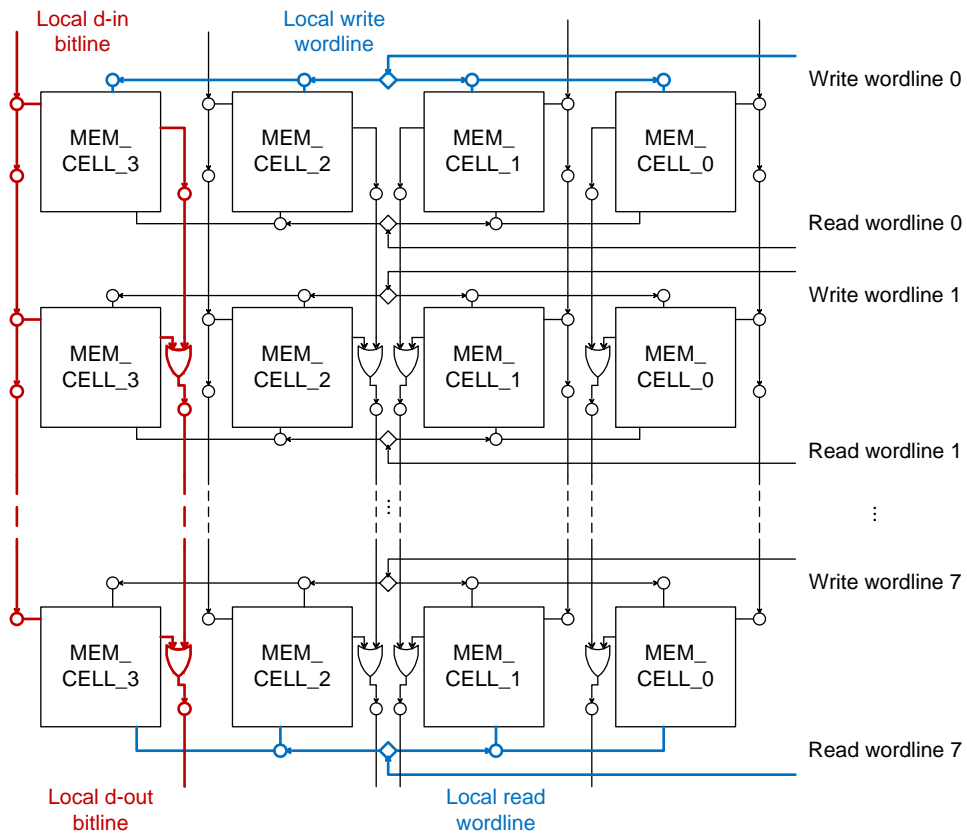 Local d-in
bitline
Local write
wordline
Write wordline 0
MEM_
CELL_3
MEM_
CELL_2
MEM_
CELL_1
MEM_
CELL_0
Read wordline 0
Write wordline 1
MEM_
CELL_3
MEM_
CELL_2
MEM_
CELL_1
MEM_
CELL_0
Read wordline 1
...
...
Write wordline 7
MEM_
CELL_3
MEM_
CELL_2
MEM_
CELL_1
MEM_
CELL_0
Read wordline 7
Local d-out
bitline
Local read
wordline